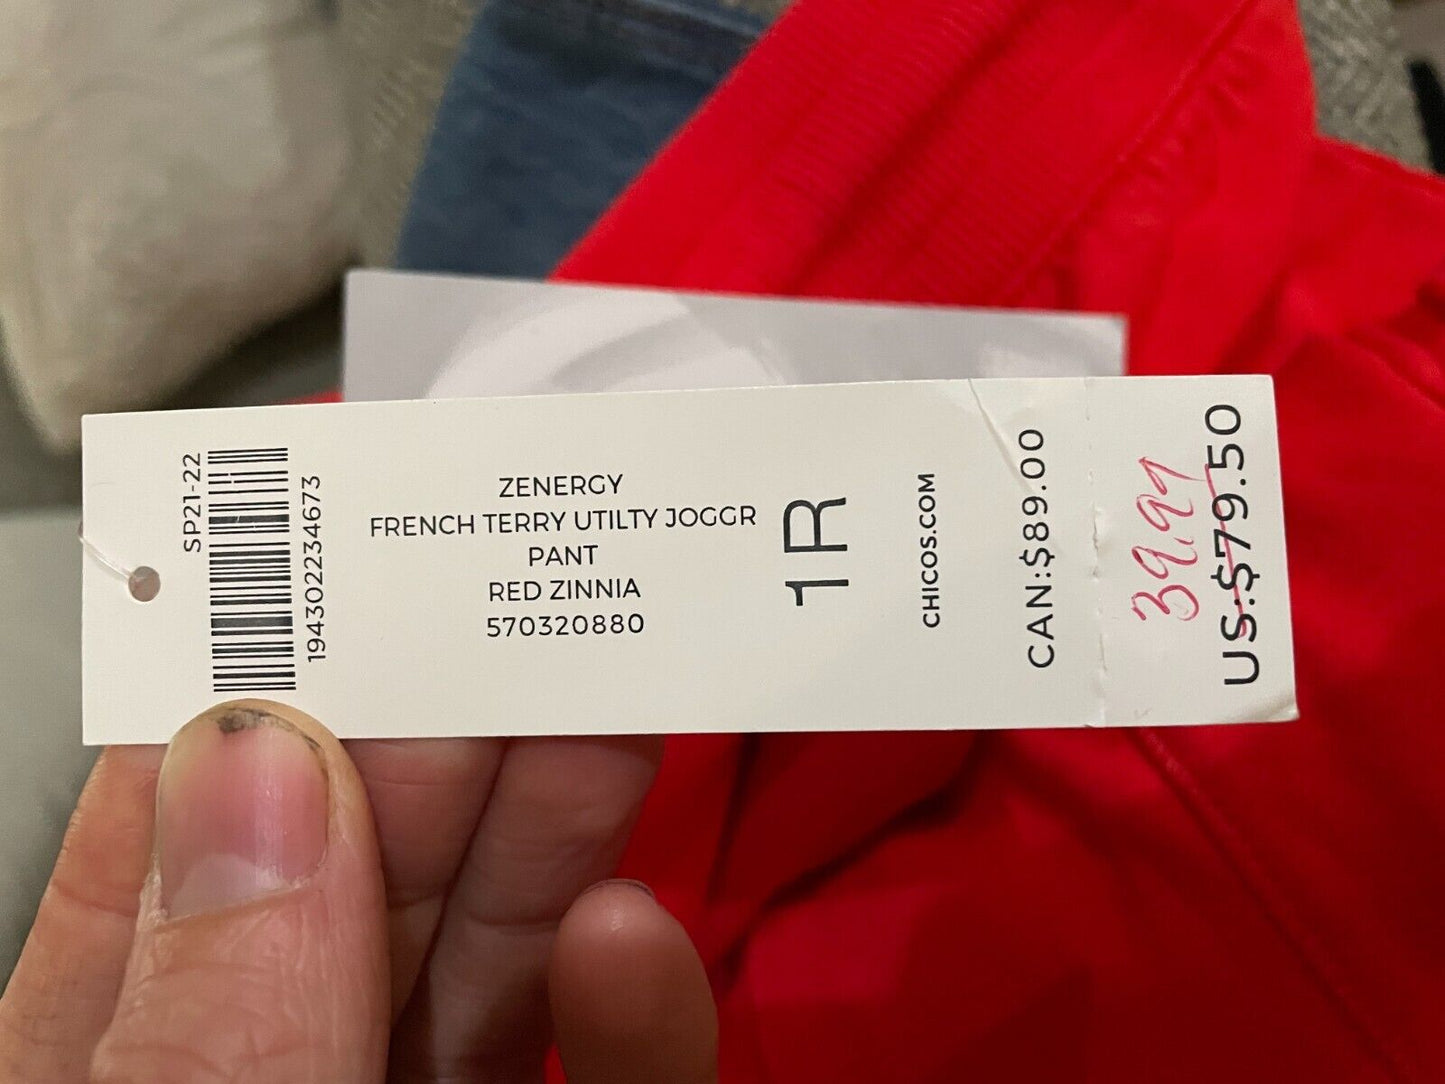 SP21-22
194302234673
ZENERGY
FRENCH TERRY UTILTY JOGGR
PANT
RED ZINNIA
570320880
1R
CHICOS.COM
CAN:$89.00
39.99
US:$79.50